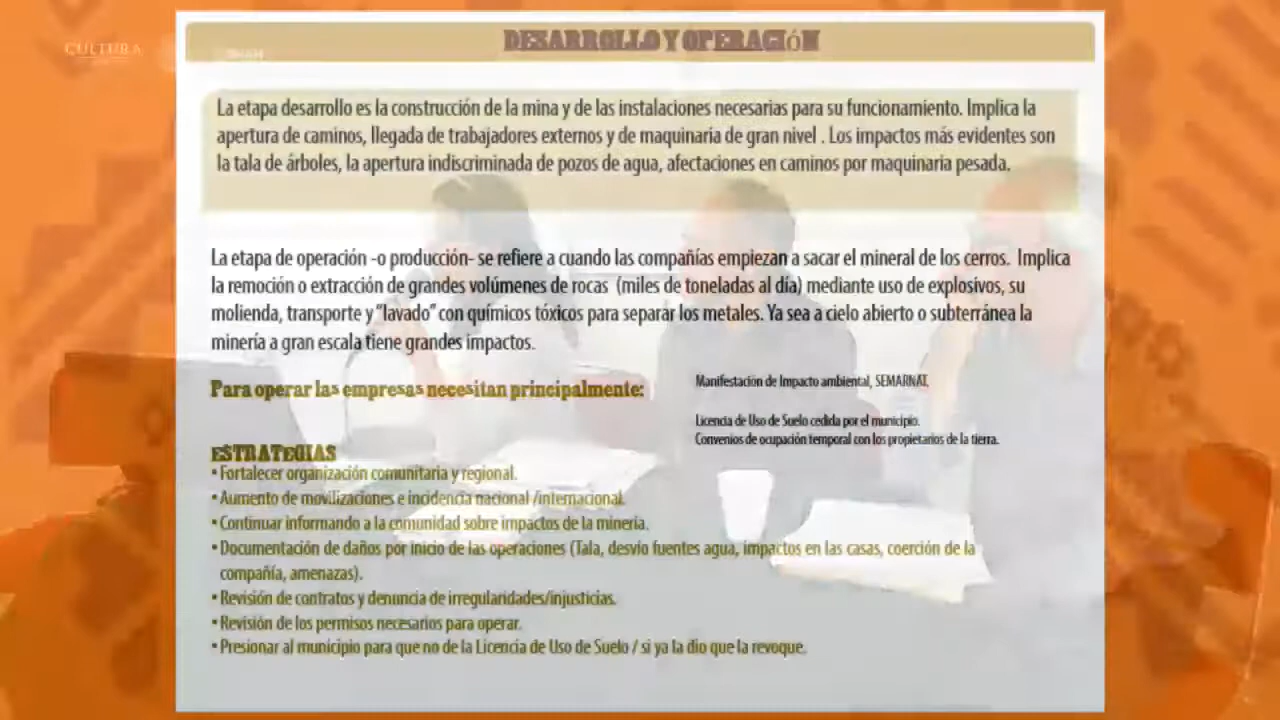 CULTURA
DESARROLLO Y OPERACIÓN
La etapa desarrollo es la construcción de la mina y de las instalaciones necesarias para su funcionamiento. Implica la
apertura de caminos, llegada de trabajadores externos y de maquinaria de gran nivel . Los impactos más evidentes son
la tala de árboles, la apertura indiscriminada de pozos de agua, afectaciones en caminos por maquinaria pesada.
La etapa de operación -o producción- se refiere a cuando las compañías empiezan a sacar el mineral de los cerros. Implica
la remoción o extracción de grandes volúmenes de rocas (miles de toneladas al día) mediante uso de explosivos, su
molienda, transporte y "lavado" con químicos tóxicos para separar los metales. Ya sea a cielo abierto o subterránea la
minería a gran escala tiene grandes impactos.
Para operar las empresas necesitan principalmente:
Manifestación de Impacto ambiental, SEMARNAT.
Licencia de Uso de Suelo cedida por el municipio.
Convenios de ocupación temporal con los propietarios de la tierra.
ESTRATEGIAS
• Fortalecer organización comunitaria y regional.
• Aumento de movilizaciones e incidencia nacional /internacional.
• Continuar informando a la comunidad sobre impactos de la minería.
• Documentación de daños por inicio de las operaciones (Tala, desvío fuentes agua, impactos en las casas, coerción de la
compañía, amenazas).
• Revisión de contratos y denuncia de irregularidades/injusticias.
• Revisión de los permisos necesarios para operar.
• Presionar al municipio para que no de la Licencia de Uso de Suelo / si ya la dio que la revoque.